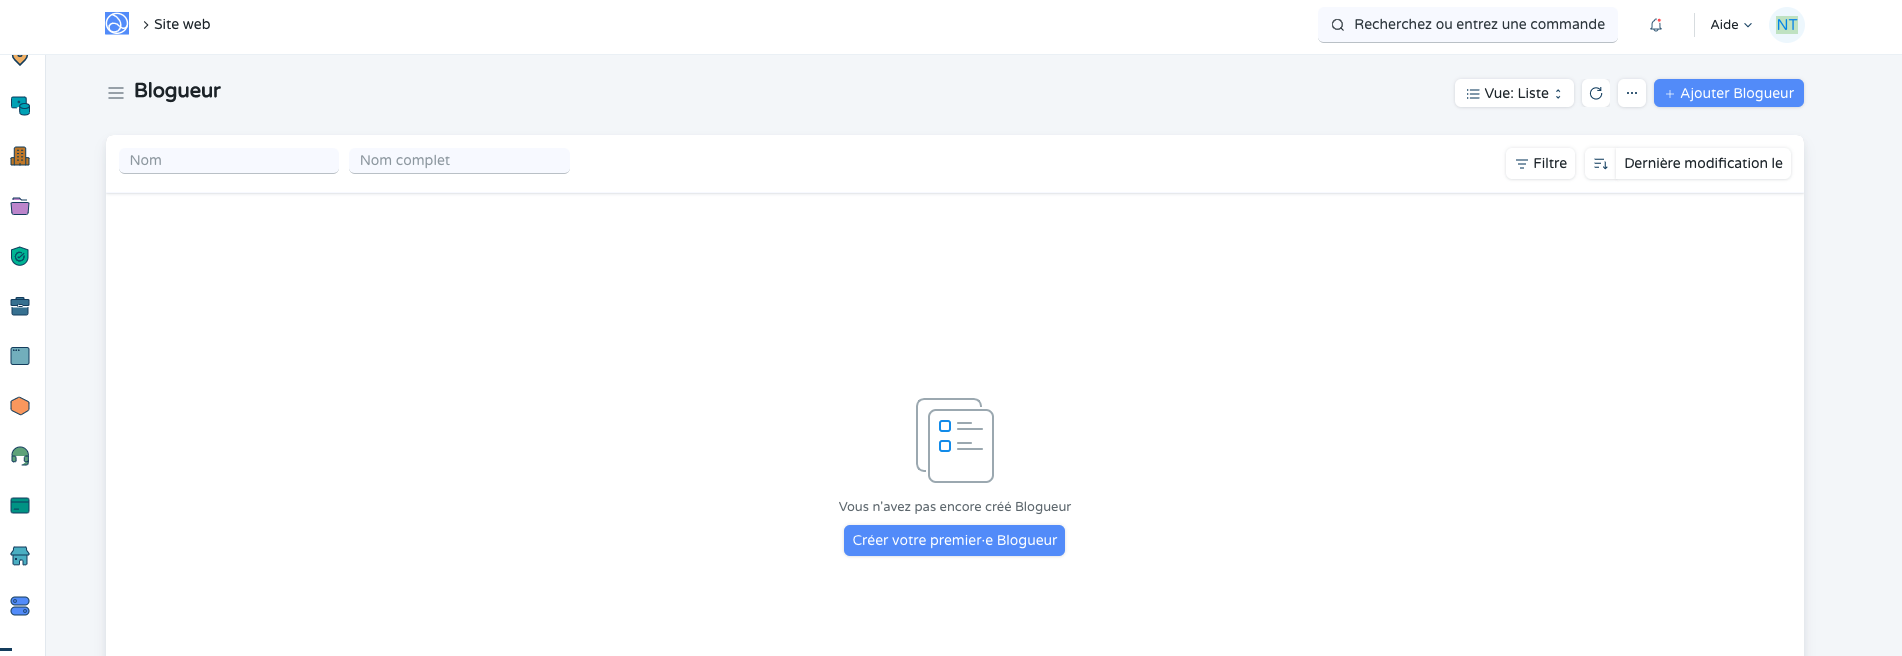 Site web
Recherchez ou entrez une commande
Aide
NT
Blogueur
Vue: Liste
Ajouter Blogueur
Nom
Nom complet
Filtre
Dernière modification le
Vous n'avez pas encore créé Blogueur
Créer votre premier·e Blogueur